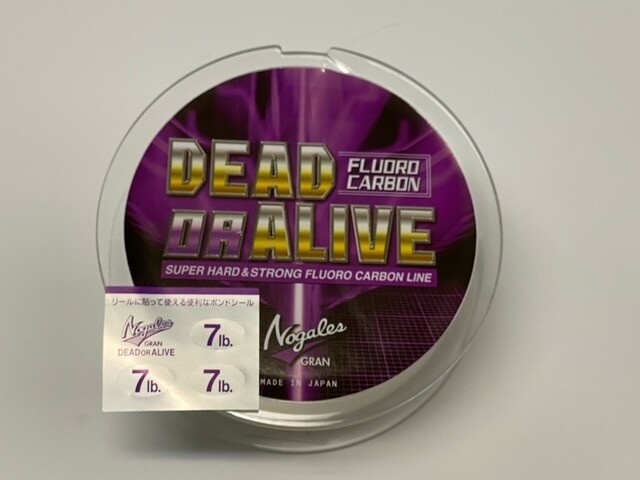 DEAD
FLUORO
CARBON
OR ALIVE
SUPER HARD & STRONG FLUORO CARBON LINE
Nogales
GRAN
MADE IN JAPAN
リールに貼って使える便利なポンドシール
Nogales
GRAN
DEAD OR ALIVE
7lb.
7lb.
7lb.